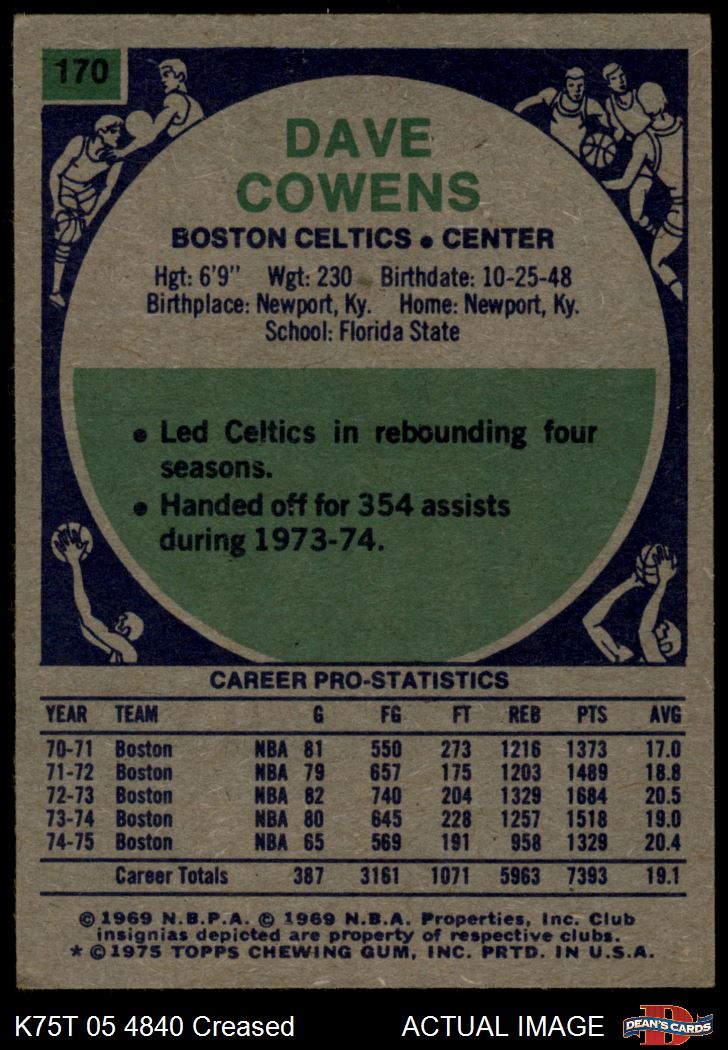 170
DAVE
COWENS
BOSTON CELTICS • CENTER
Hgt: 6'9" Wgt: 230 Birthdate: 10-25-48
Birthplace: Newport, Ky. Home: Newport, Ky.
School: Florida State
• Led Celtics in rebounding four
seasons.
• Handed off for 354 assists
during 1973-74.
CAREER PRO-STATISTICS
YEAR TEAM G FG FT REB PTS AVG
70-71 Boston NBA 81 550 273 1216 1373 17.0
71-72 Boston NBA 79 657 175 1203 1489 18.8
72-73 Boston NBA 82 740 204 1329 1684 20.5
73-74 Boston NBA 80 645 228 1257 1518 19.0
74-75 Boston NBA 65 569 191 958 1329 20.4
Career Totals 387 3161 1071 5963 7393 19.1
© 1969 N.B.P.A. © 1969 N.B.A. Properties, Inc. Club
insignias depicted are property of respective clubs.
* © 1975 TOPPS CHEWING GUM, INC. PRTD. IN U.S.A.
K75T 05 4840 Creased ACTUAL IMAGE
D
DEAN'S CARDS